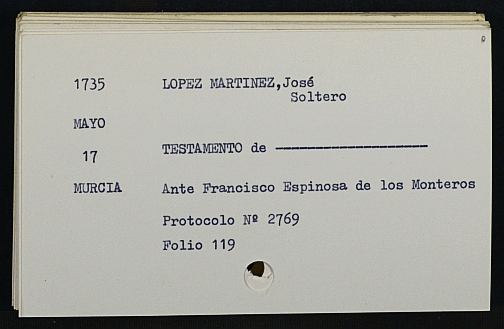 1735 LOPEZ MARTINEZ,José
Soltero
MAYO
17 TESTAMENTO de -------------------
MURCIA Ante Francisco Espinosa de los Monteros
Protocolo Nº 2769
Folio 119